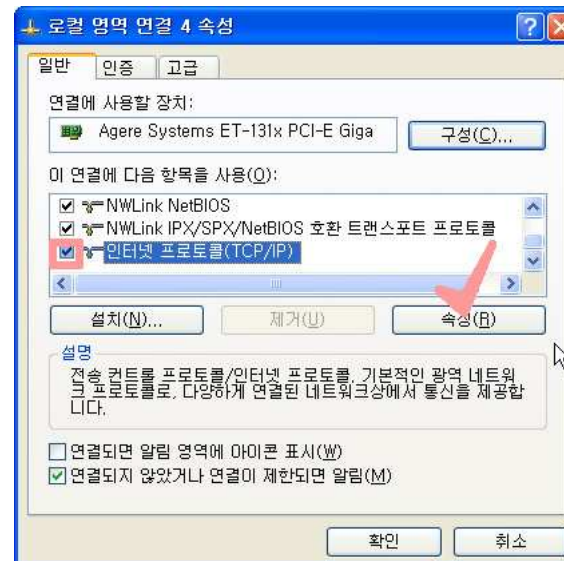 로컬 영역 연결 4 속성
일반 인증 고급
연결에 사용할 장치:
Agere Systems ET-131x PCI-E Giga 구성(C)...
이 연결에 다음 항목을 사용(O):
NWLink NetBIOS
NWLink IPX/SPX/NetBIOS 호환 트랜스포트 프로토콜
인터넷 프로토콜(TCP/IP)
설치(N)... 제거(U) 속성(R)
설명
전송 컨트롤 프로토콜/인터넷 프로토콜. 기본적인 광역 네트워
크 프로토콜로, 다양하게 연결된 네트워크상에서 통신을 제공합
니다.
연결되면 알림 영역에 아이콘 표시(W)
연결되지 않았거나 연결이 제한되면 알림(M)
확인 취소